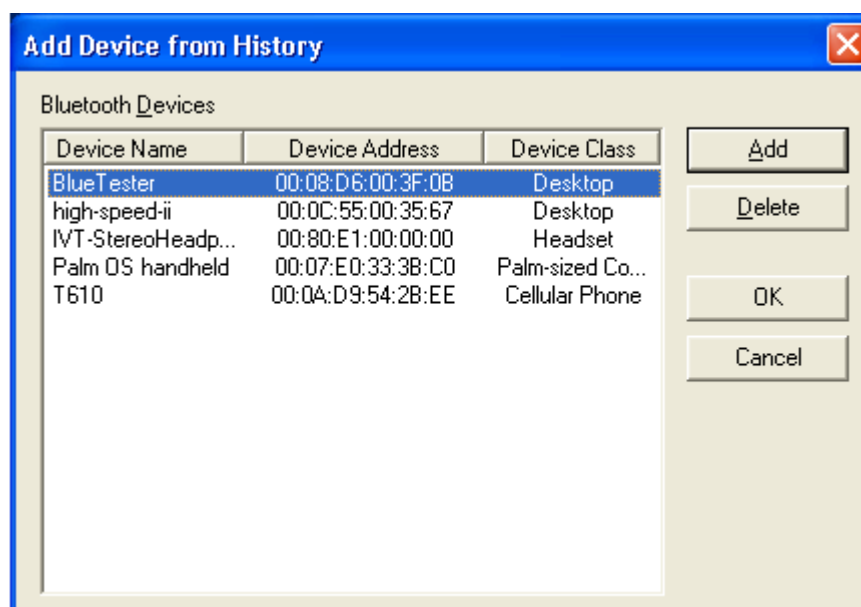 Add Device from History
Bluetooth Devices
Device Name Device Address Device Class
BlueTester 00:08:D6:00:3F:0B Desktop
high-speed-ii 00:0C:55:00:35:67 Desktop
IVT-StereoHeadp... 00:80:E1:00:00:00 Headset
Palm OS handheld 00:07:E0:33:3B:C0 Palm-sized Co...
T610 00:0A:D9:54:2B:EE Cellular Phone
Add
Delete
OK
Cancel